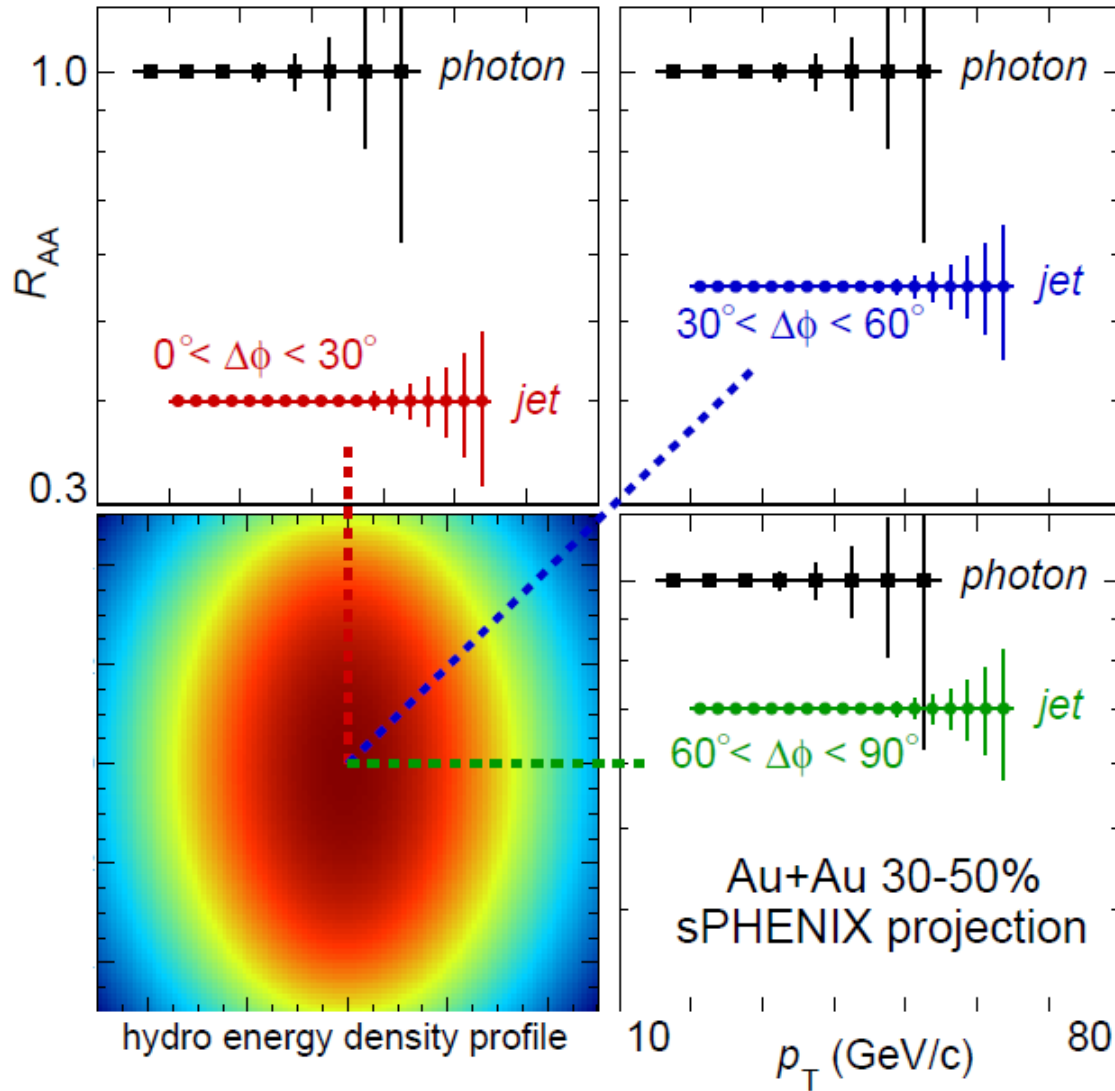 1.0
photon
photon
R_AA
jet
0° < Δϕ < 30°
30° < Δϕ < 60°
jet
0.3
photon
jet
60° < Δϕ < 90°
Au+Au 30-50%
sPHENIX projection
hydro energy density profile
10
80
p_T (GeV/c)